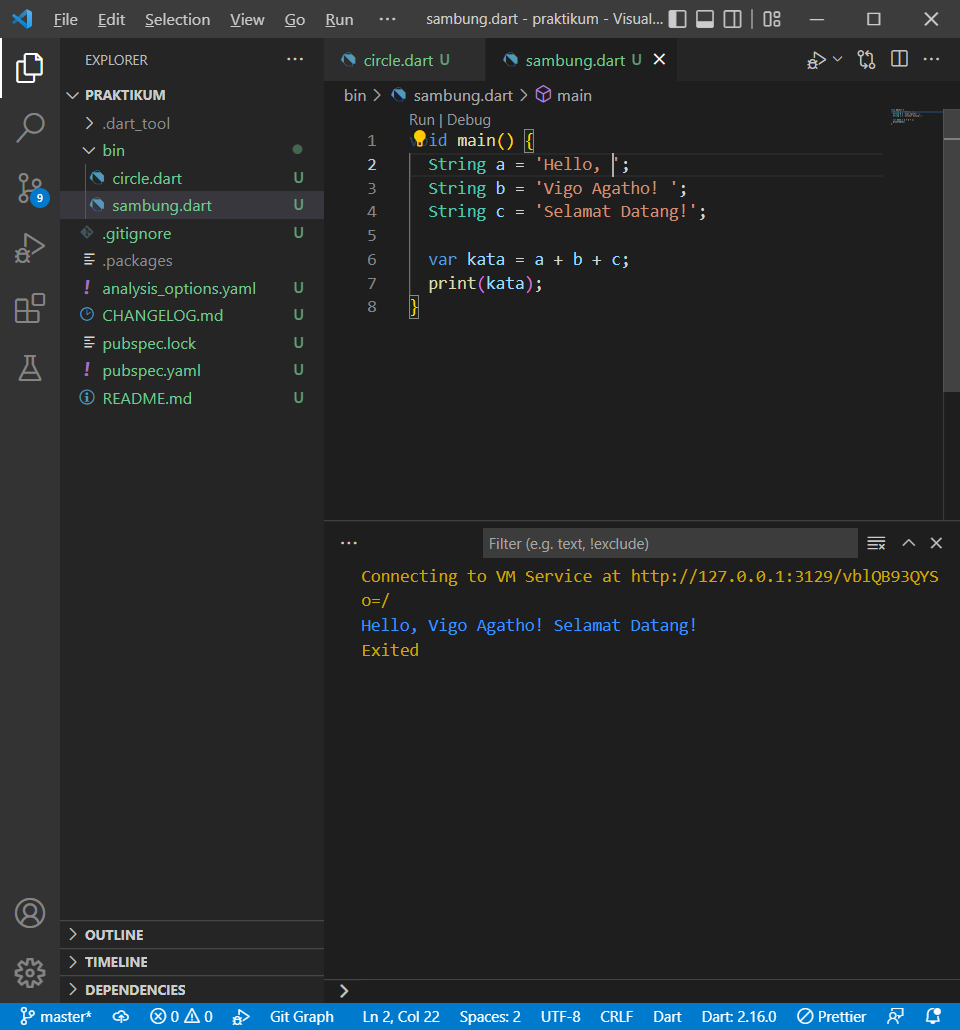 File Edit Selection View Go Run ··· sambung.dart - praktikum - Visual...
EXPLORER ···
PRAKTIKUM
.dart_tool
bin
circle.dart U
sambung.dart U
.gitignore U
.packages
analysis_options.yaml U
CHANGELOG.md U
pubspec.lock U
pubspec.yaml U
README.md U
OUTLINE
TIMELINE
DEPENDENCIES
9
circle.dart U sambung.dart U
bin > sambung.dart > main
Run | Debug
1 void main() {
2 String a = 'Hello, ';
3 String b = 'Vigo Agatho! ';
4 String c = 'Selamat Datang!';
5
6 var kata = a + b + c;
7 print(kata);
8 }
··· Filter (e.g. text, !exclude)
Connecting to VM Service at http://127.0.0.1:3129/vblQB93QYS
o=/
Hello, Vigo Agatho! Selamat Datang!
Exited
master* 0 0 Git Graph Ln 2, Col 22 Spaces: 2 UTF-8 CRLF Dart Dart: 2.16.0 Prettier